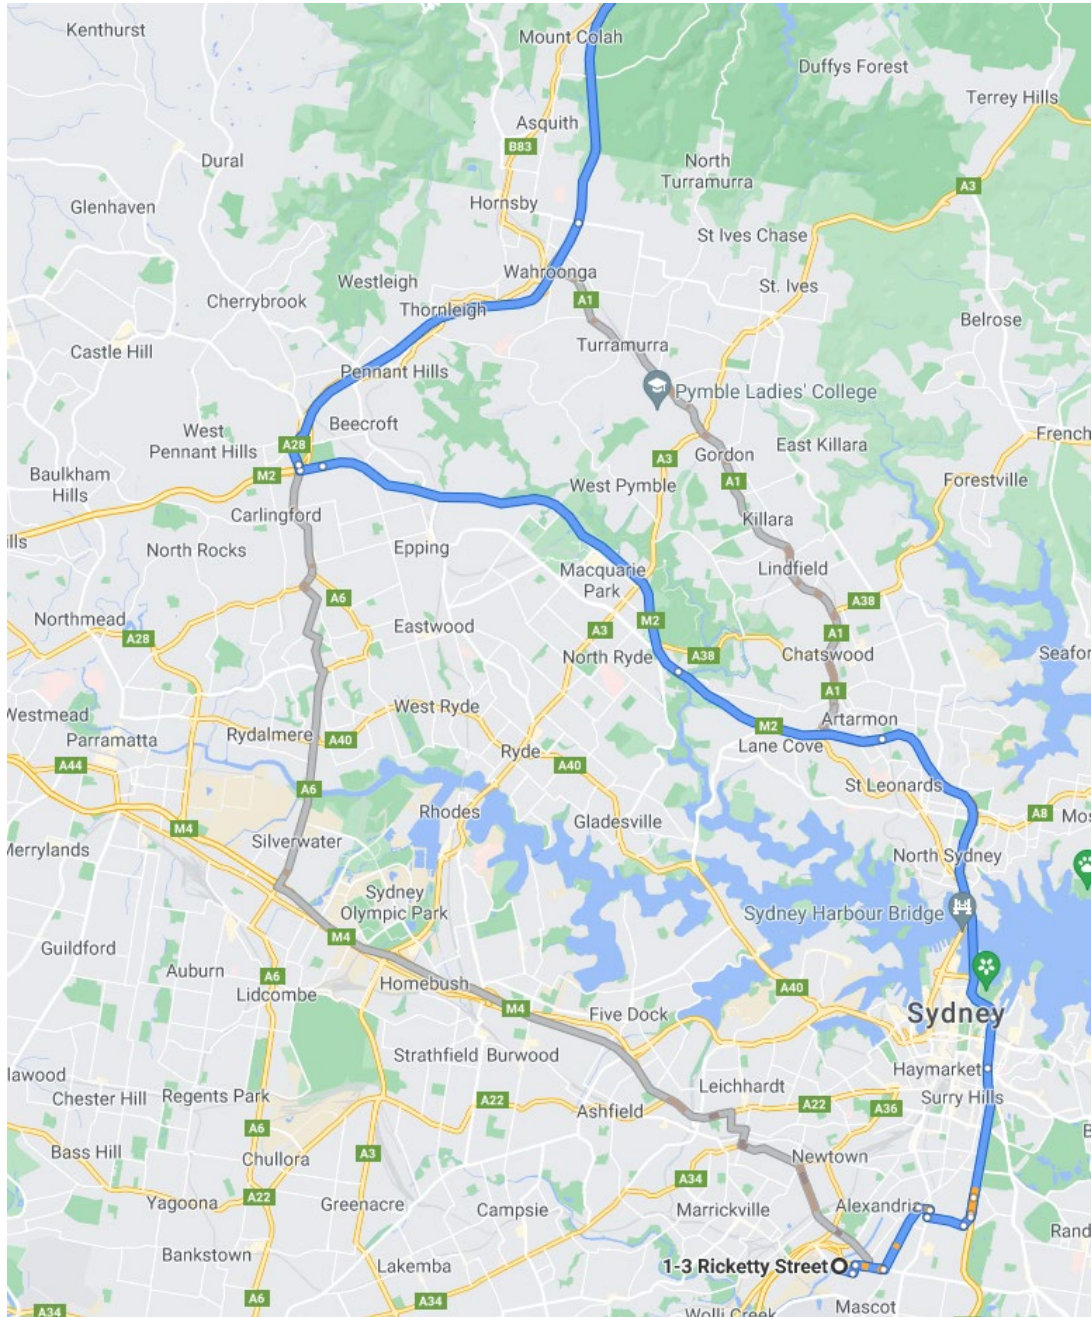 Kenthurst
Mount Colah
Duffys Forest
Terrey Hills
Asquith
B83
Dural
North
Turramurra
A3
Glenhaven
Hornsby
St Ives Chase
Wahroonga
Westleigh
Cherrybrook
Thornleigh
A1
St. Ives
Belrose
Castle Hill
Turramurra
Pennant Hills
Pymble Ladies' College
Beecroft
West
Pennant Hills
A28
East Killara
French
Baulkham
Hills
M2
A3
Gordon
West Pymble
A1
Forestville
Carlingford
Killara
ills
North Rocks
Epping
Macquarie
Park
Lindfield
Northmead
A6
A38
A28
Eastwood
A3
M2
A1
North Ryde
A38
Chatswood
Seafor
Westmead
West Ryde
A1
Parramatta
Rydalmere
A40
M2
Artarmon
Lane Cove
A44
Ryde
A40
A6
St Leonards
Rhodes
M4
Gladesville
A8
Mos
Merrylands
Silverwater
North Sydney
Sydney
Olympic Park
Sydney Harbour Bridge
M4
Guildford
Auburn
A6
Lidcombe
Homebush
A40
M4
Five Dock
Sydney
Strathfield
Burwood
Haymarket
lawood
Chester Hill
Regents Park
Leichhardt
Surry Hills
A22
Ashfield
A22
A36
A6
Bass Hill
Chullora
A3
Newtown
A34
Yagoona
A22
Greenacre
Campsie
Marrickville
Alexandria
Rand
Bankstown
Lakemba
1-3 Ricketty Street
A34
A6
A34
Wolli Creek
Mascot